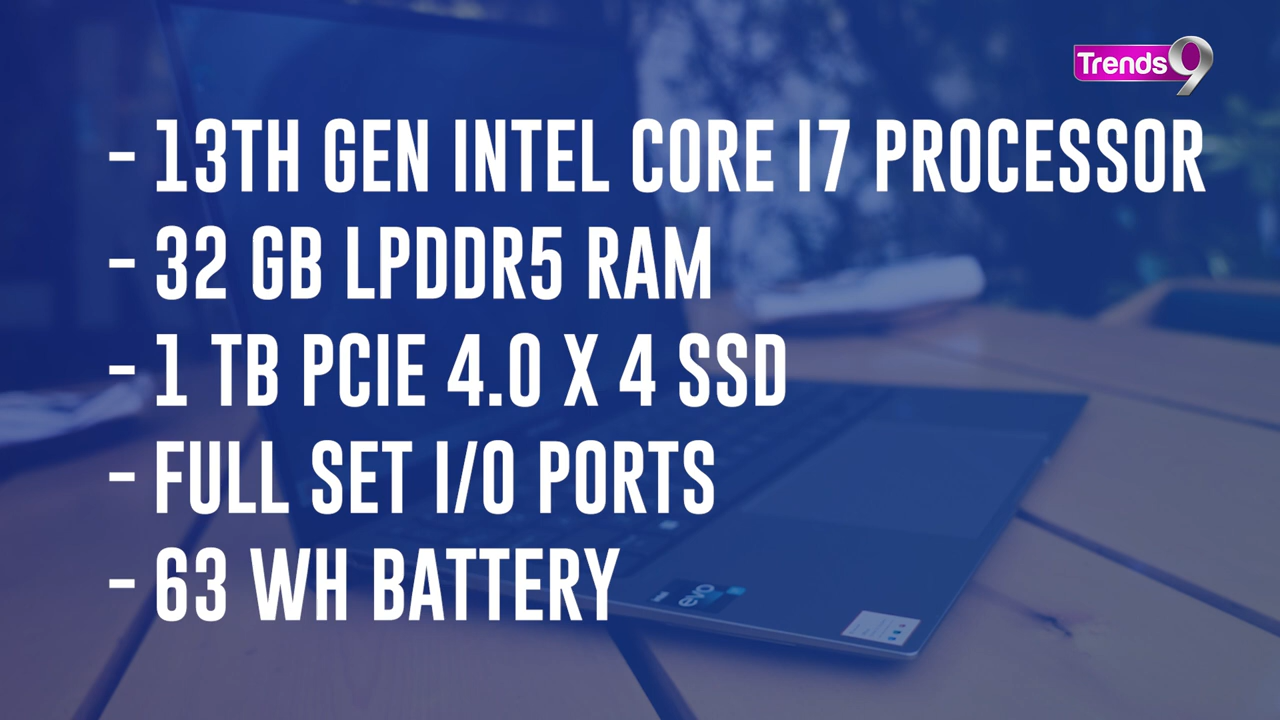 Trends9
- 13TH GEN INTEL CORE I7 PROCESSOR
- 32 GB LPDDR5 RAM
- 1 TB PCIE 4.0 X 4 SSD
- FULL SET I/O PORTS
- 63 WH BATTERY
evo